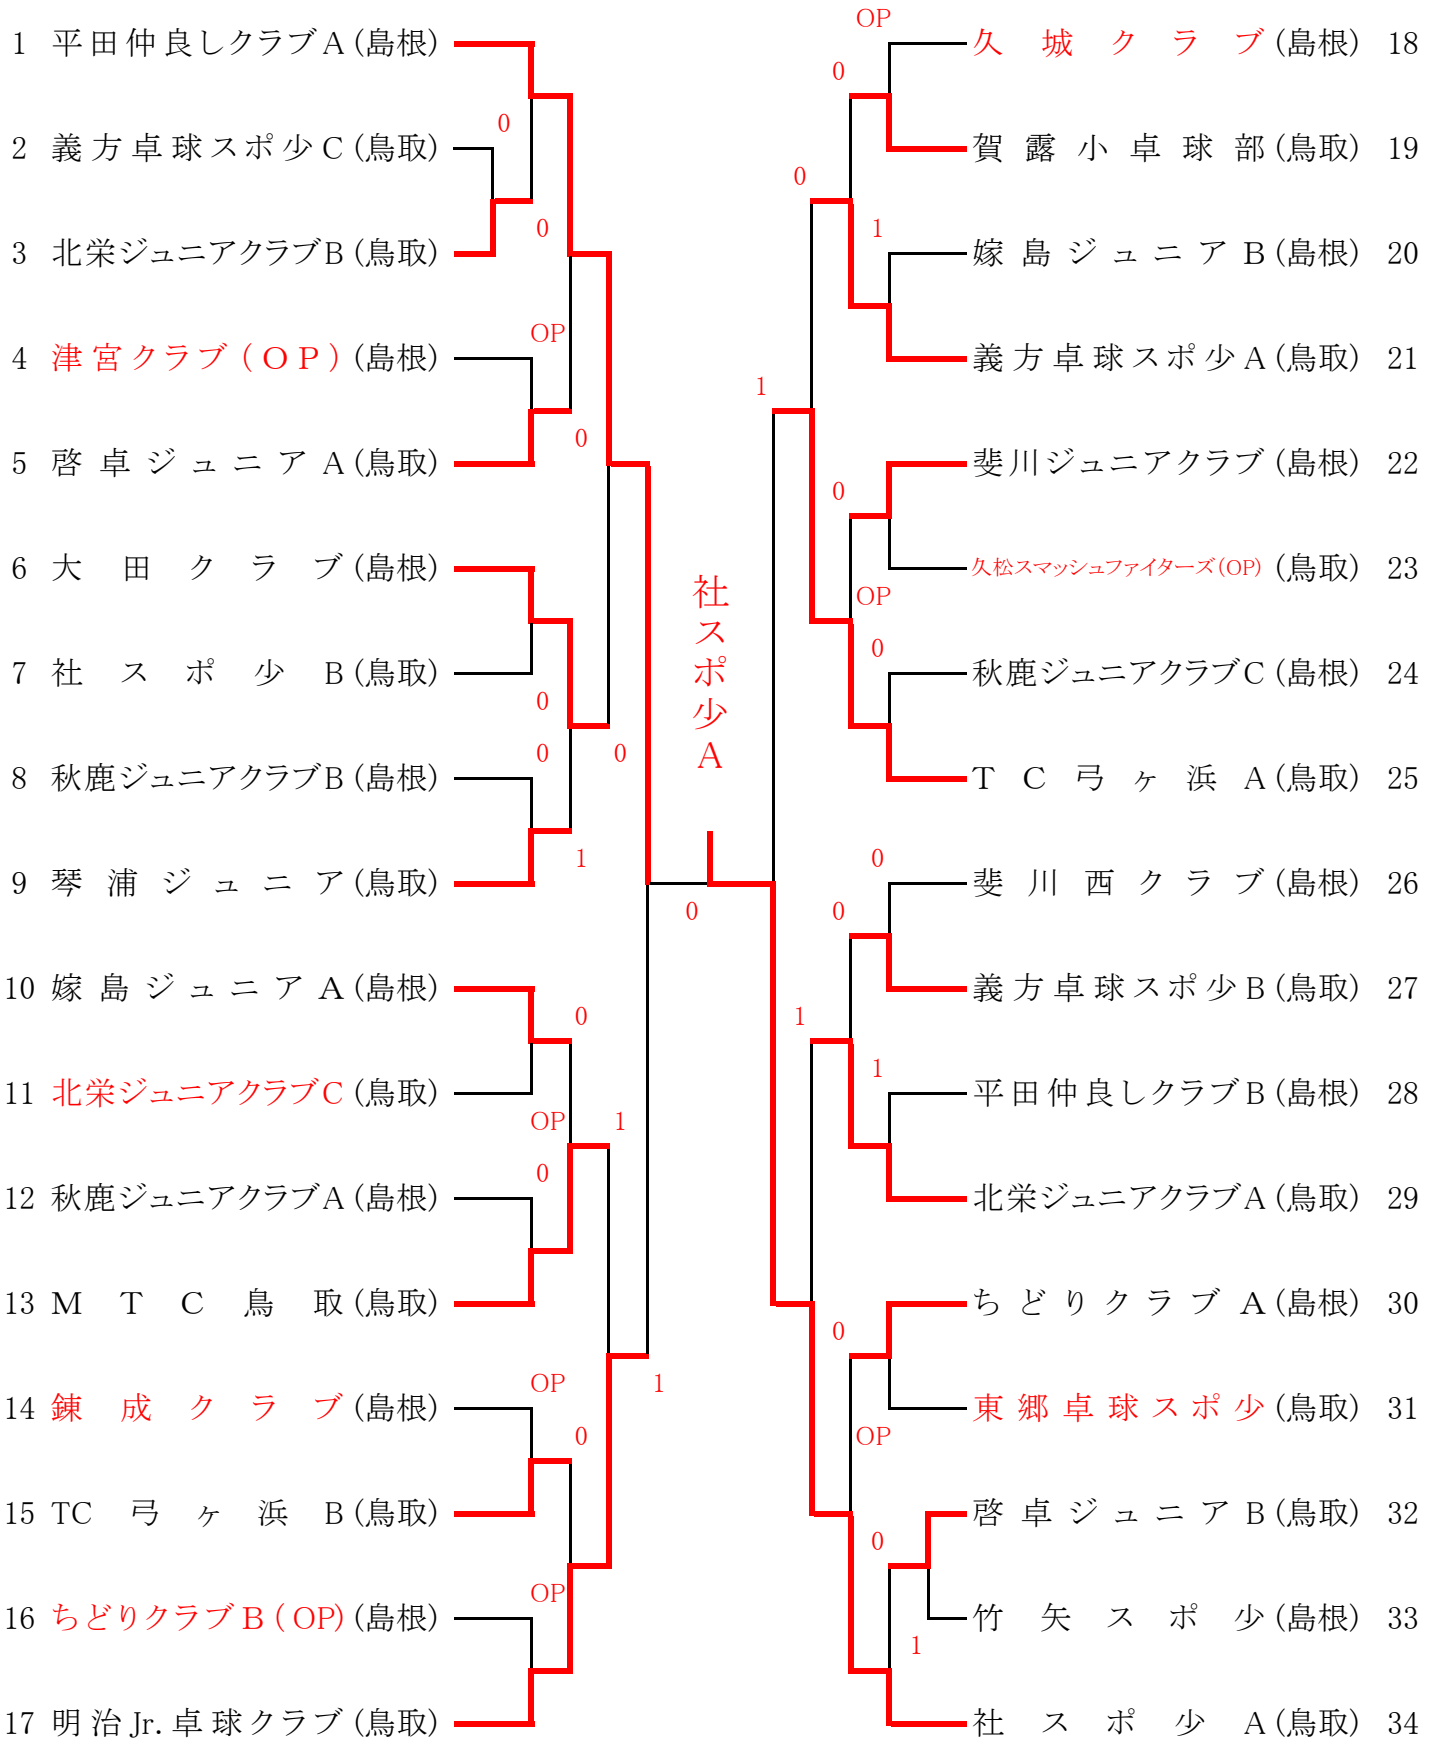 1 平田仲良しクラブA (島根)
0
2 義方卓球スポ少C (鳥取)
3 北栄ジュニアクラブB (鳥取)
0
4 津宮クラブ(OP) (島根)
OP
5 啓卓ジュニアA (鳥取)
0
6 大田クラブ (島根)
7 社スポ少B (鳥取)
0
8 秋鹿ジュニアクラブB (島根)
0
0
9 琴浦ジュニア (鳥取)
1
10 嫁島ジュニアA (島根)
0
11 北栄ジュニアクラブC (鳥取)
OP
1
12 秋鹿ジュニアクラブA (島根)
0
13 MTC鳥取 (鳥取)
14 錬成クラブ (島根)
OP
1
0
15 TC弓ヶ浜B (鳥取)
16 ちどりクラブB(OP) (島根)
OP
17 明治Jr.卓球クラブ (鳥取)
社スポ少A
0
OP
久城クラブ (島根) 18
0
賀露小卓球部 (鳥取) 19
0
1
嫁島ジュニアB (島根) 20
義方卓球スポ少A (鳥取) 21
1
斐川ジュニアクラブ (島根) 22
0
久松スマッシュファイターズ(OP) (鳥取) 23
OP
0
秋鹿ジュニアクラブC (島根) 24
TC弓ヶ浜A (鳥取) 25
0
斐川西クラブ (島根) 26
0
義方卓球スポ少B (鳥取) 27
1
1
平田仲良しクラブB (島根) 28
北栄ジュニアクラブA (鳥取) 29
ちどりクラブA (島根) 30
0
東郷卓球スポ少 (鳥取) 31
OP
啓卓ジュニアB (鳥取) 32
0
竹矢スポ少 (島根) 33
1
社スポ少A (鳥取) 34